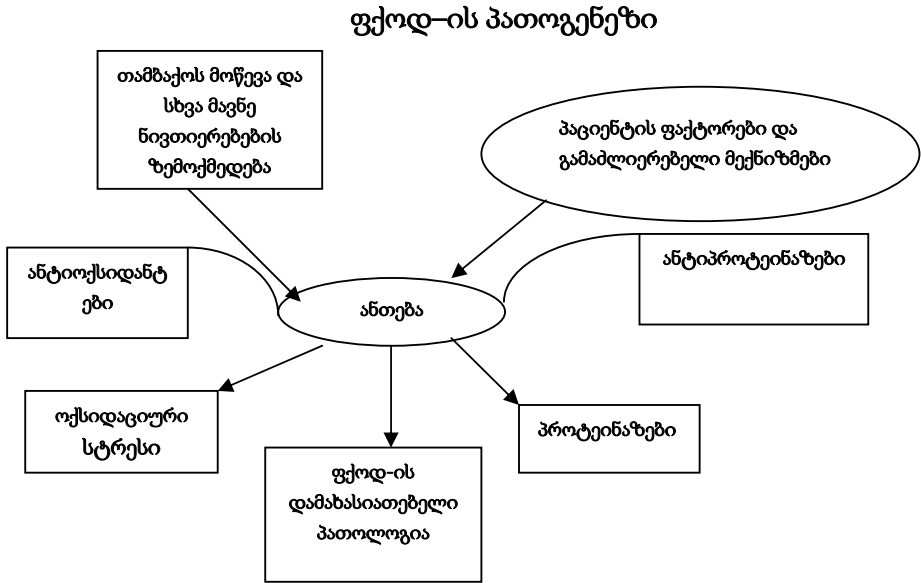 ფქოდ–ის პათოგენეზი
თამბაქოს მოწევა და
სხვა მავნე
ნივთიერებების
ზემოქმედება
პაციენტის ფაქტორები და
გამაძლიერებელი მექნიზმები
ანტიოქსიდანტ
ები
ანტიპროტეინაზები
ანთება
ოქსიდაციური
სტრესი
ფქოდ-ის
დამახასიათებელი
პათოლოგია
პროტეინაზები